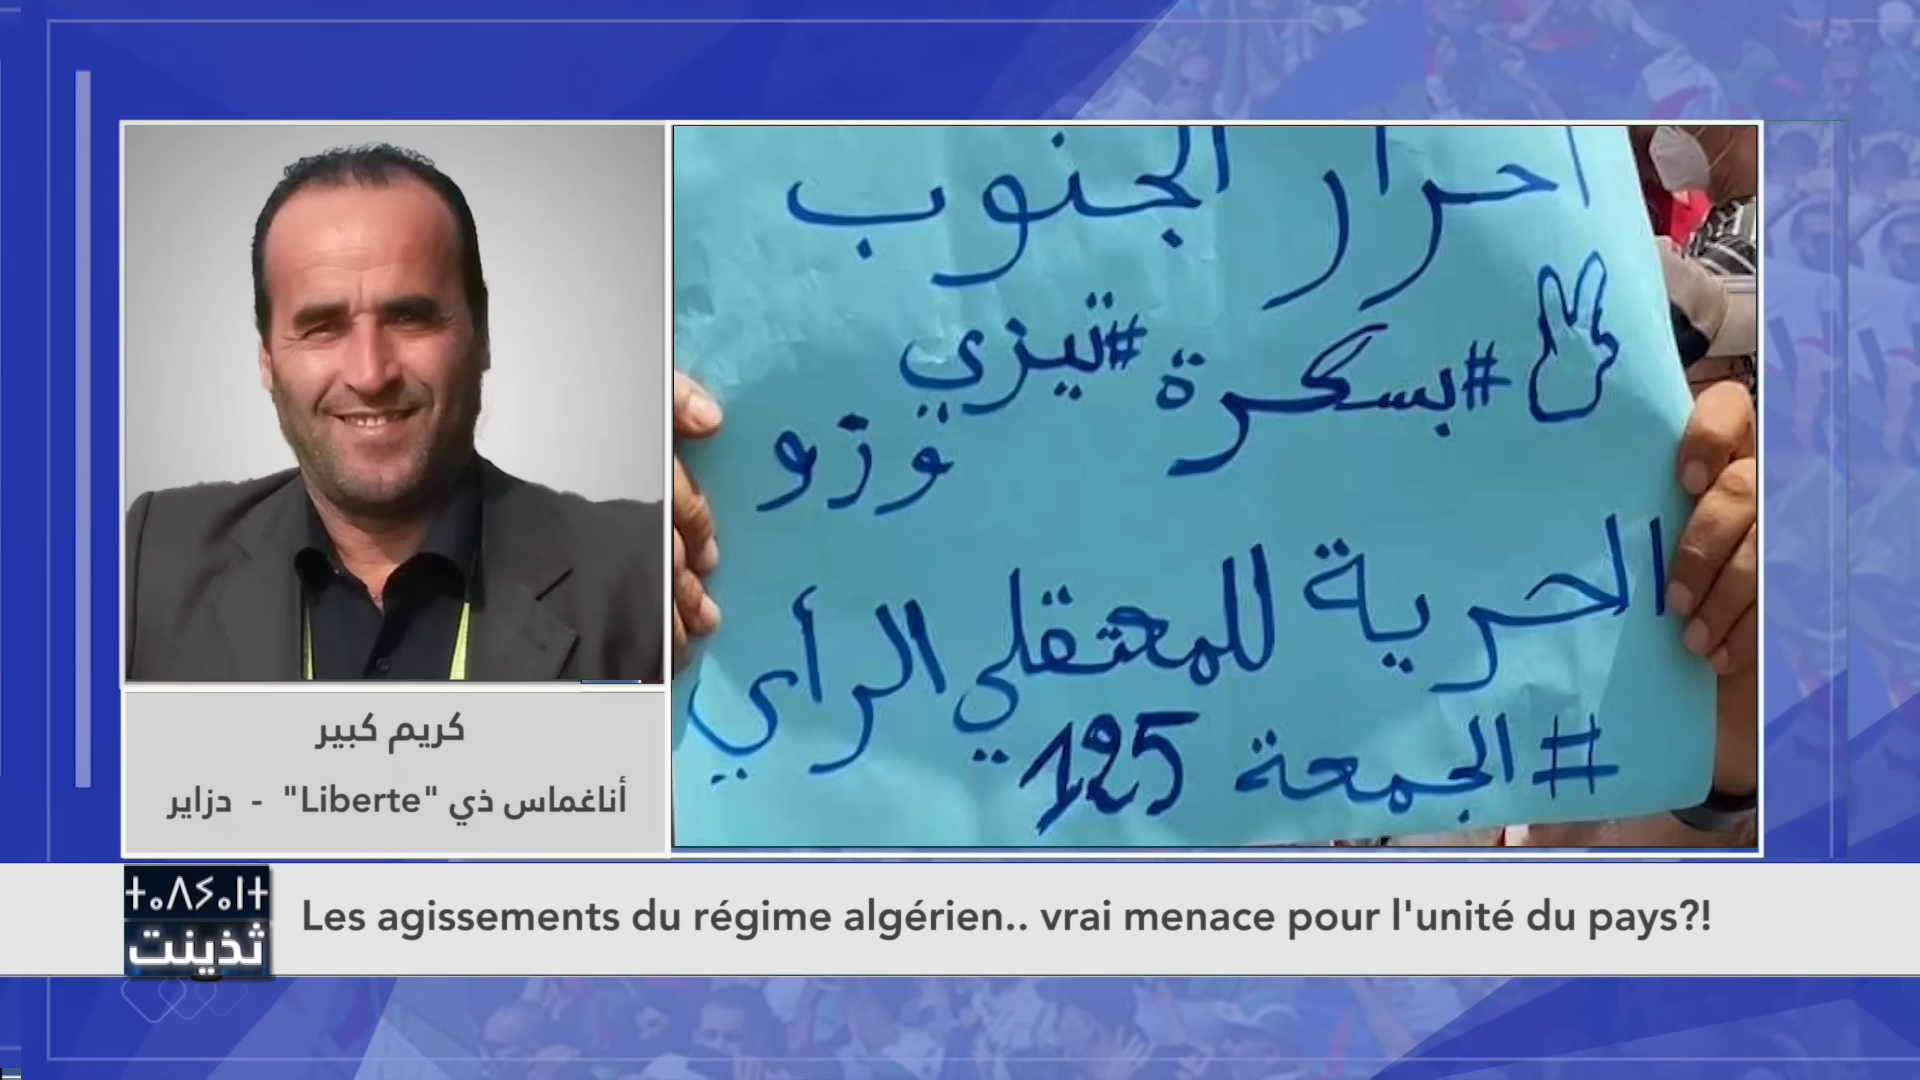 احرار الجنوب
#بسكرة #تيزي
وزو
الحرية للمعتقلي الرأي
#الجمعة 125
كريم كبير
أناغماس ذي "Liberte" - دزاير
ⵜⴰⴷⵢⴰⵏⵜ
ثذينت
Les agissements du régime algérien.. vrai menace pour l'unité du pays?!